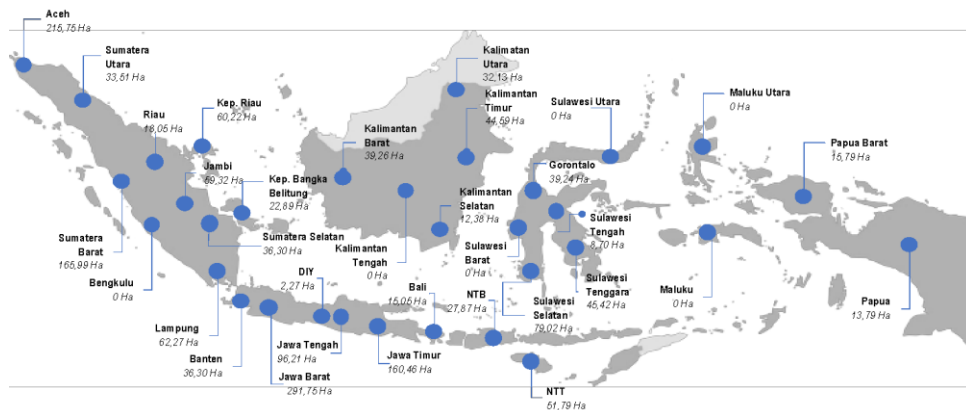 Aceh
215,75 Ha
Sumatera
Utara
33,51 Ha
Riau
18,05 Ha
Kep. Riau
60,22 Ha
Jambi
69,32 Ha
Kep. Bangka
Belitung
22,89 Ha
Sumatera Selatan
36,30 Ha
Sumatera
Barat
165,99 Ha
Bengkulu
0 Ha
Lampung
62,27 Ha
Banten
36,30 Ha
Jawa Barat
291,75 Ha
DIY
2,27 Ha
Jawa Tengah
96,21 Ha
Jawa Timur
160,46 Ha
Bali
15,05 Ha
NTB
27,87 Ha
NTT
51,79 Ha
Kalimantan
Barat
39,26 Ha
Kalimantan
Tengah
0 Ha
Kalimantan
Selatan
12,38 Ha
Kalimatan
Utara
32,13 Ha
Kalimantan
Timur
44,59 Ha
Sulawesi Utara
0 Ha
Gorontalo
39,24 Ha
Sulawesi
Tengah
8,70 Ha
Sulawesi
Barat
0 Ha
Sulawesi
Selatan
79,02 Ha
Sulawesi
Tenggara
45,42 Ha
Maluku Utara
0 Ha
Maluku
0 Ha
Papua Barat
15,79 Ha
Papua
13,79 Ha